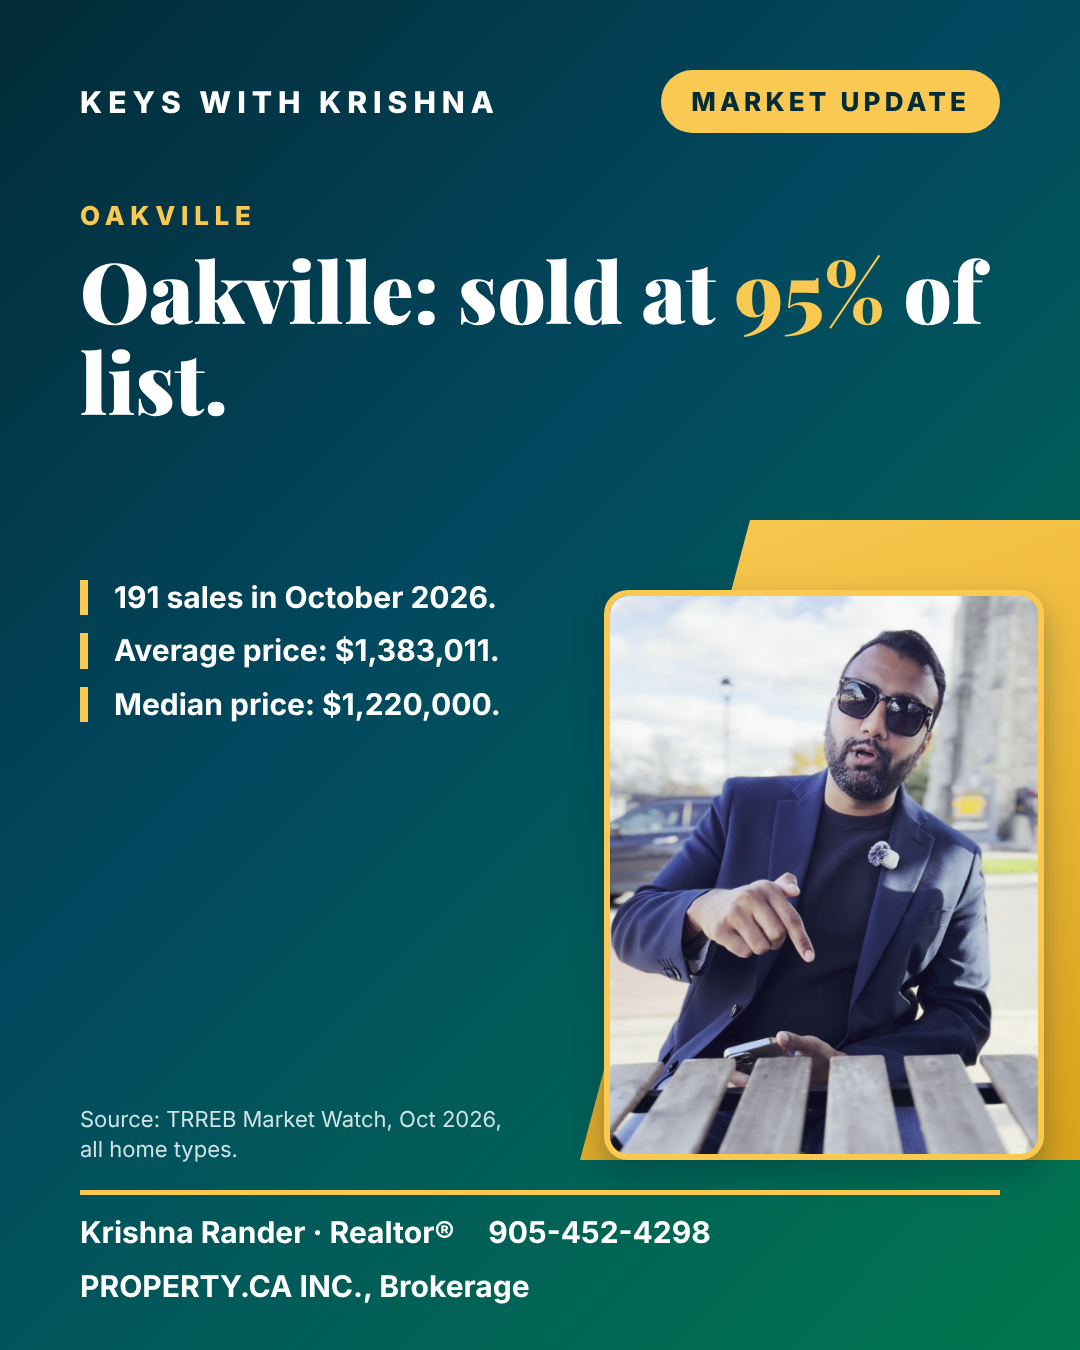 KEYS WITH KRISHNA
MARKET UPDATE
OAKVILLE
Oakville: sold at 95% of
list.
191 sales in October 2026.
Average price: $1,383,011.
Median price: $1,220,000.
Source: TRREB Market Watch, Oct 2026,
all home types.
Krishna Rander · Realtor® 905-452-4298
PROPERTY.CA INC., Brokerage